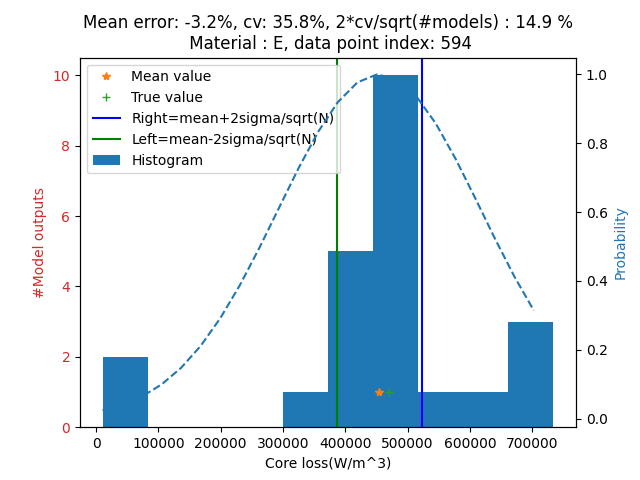 Mean error: -3.2%, cv: 35.8%, 2*cv/sqrt(#models) : 14.9 %
Material : E, data point index: 594
Mean value
True value
Right=mean+2sigma/sqrt(N)
Left=mean-2sigma/sqrt(N)
Histogram
#Model outputs
10
8
6
4
2
0
1.0
0.8
0.6
0.4
0.2
0.0
Probability
0 100000 200000 300000 400000 500000 600000 700000
Core loss(W/m^3)